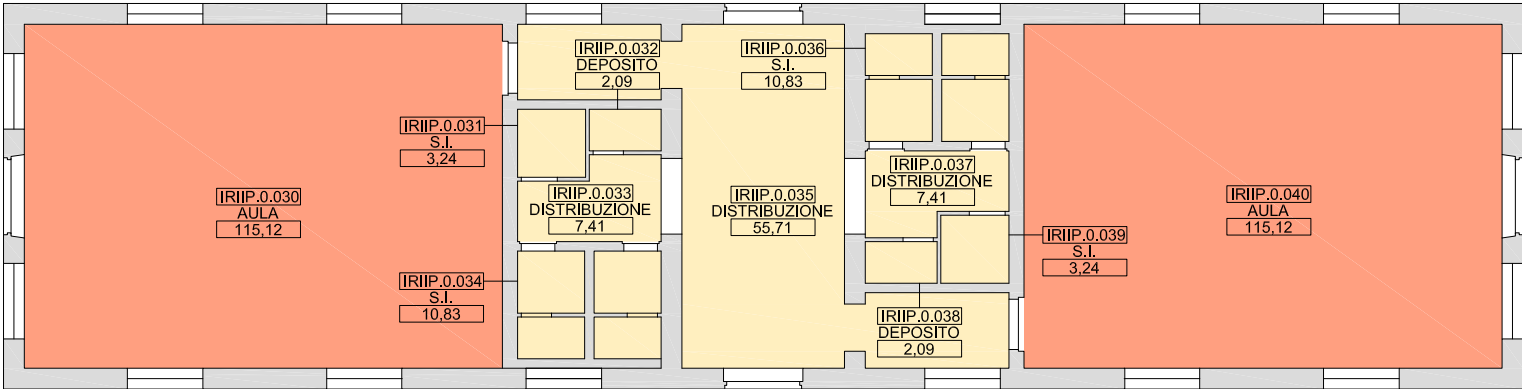 IRIIP.0.030
AULA
115,12
IRIIP.0.031
S.I.
3,24
IRIIP.0.032
DEPOSITO
2,09
IRIIP.0.033
DISTRIBUZIONE
7,41
IRIIP.0.034
S.I.
10,83
IRIIP.0.035
DISTRIBUZIONE
55,71
IRIIP.0.036
S.I.
10,83
IRIIP.0.037
DISTRIBUZIONE
7,41
IRIIP.0.038
DEPOSITO
2,09
IRIIP.0.039
S.I.
3,24
IRIIP.0.040
AULA
115,12